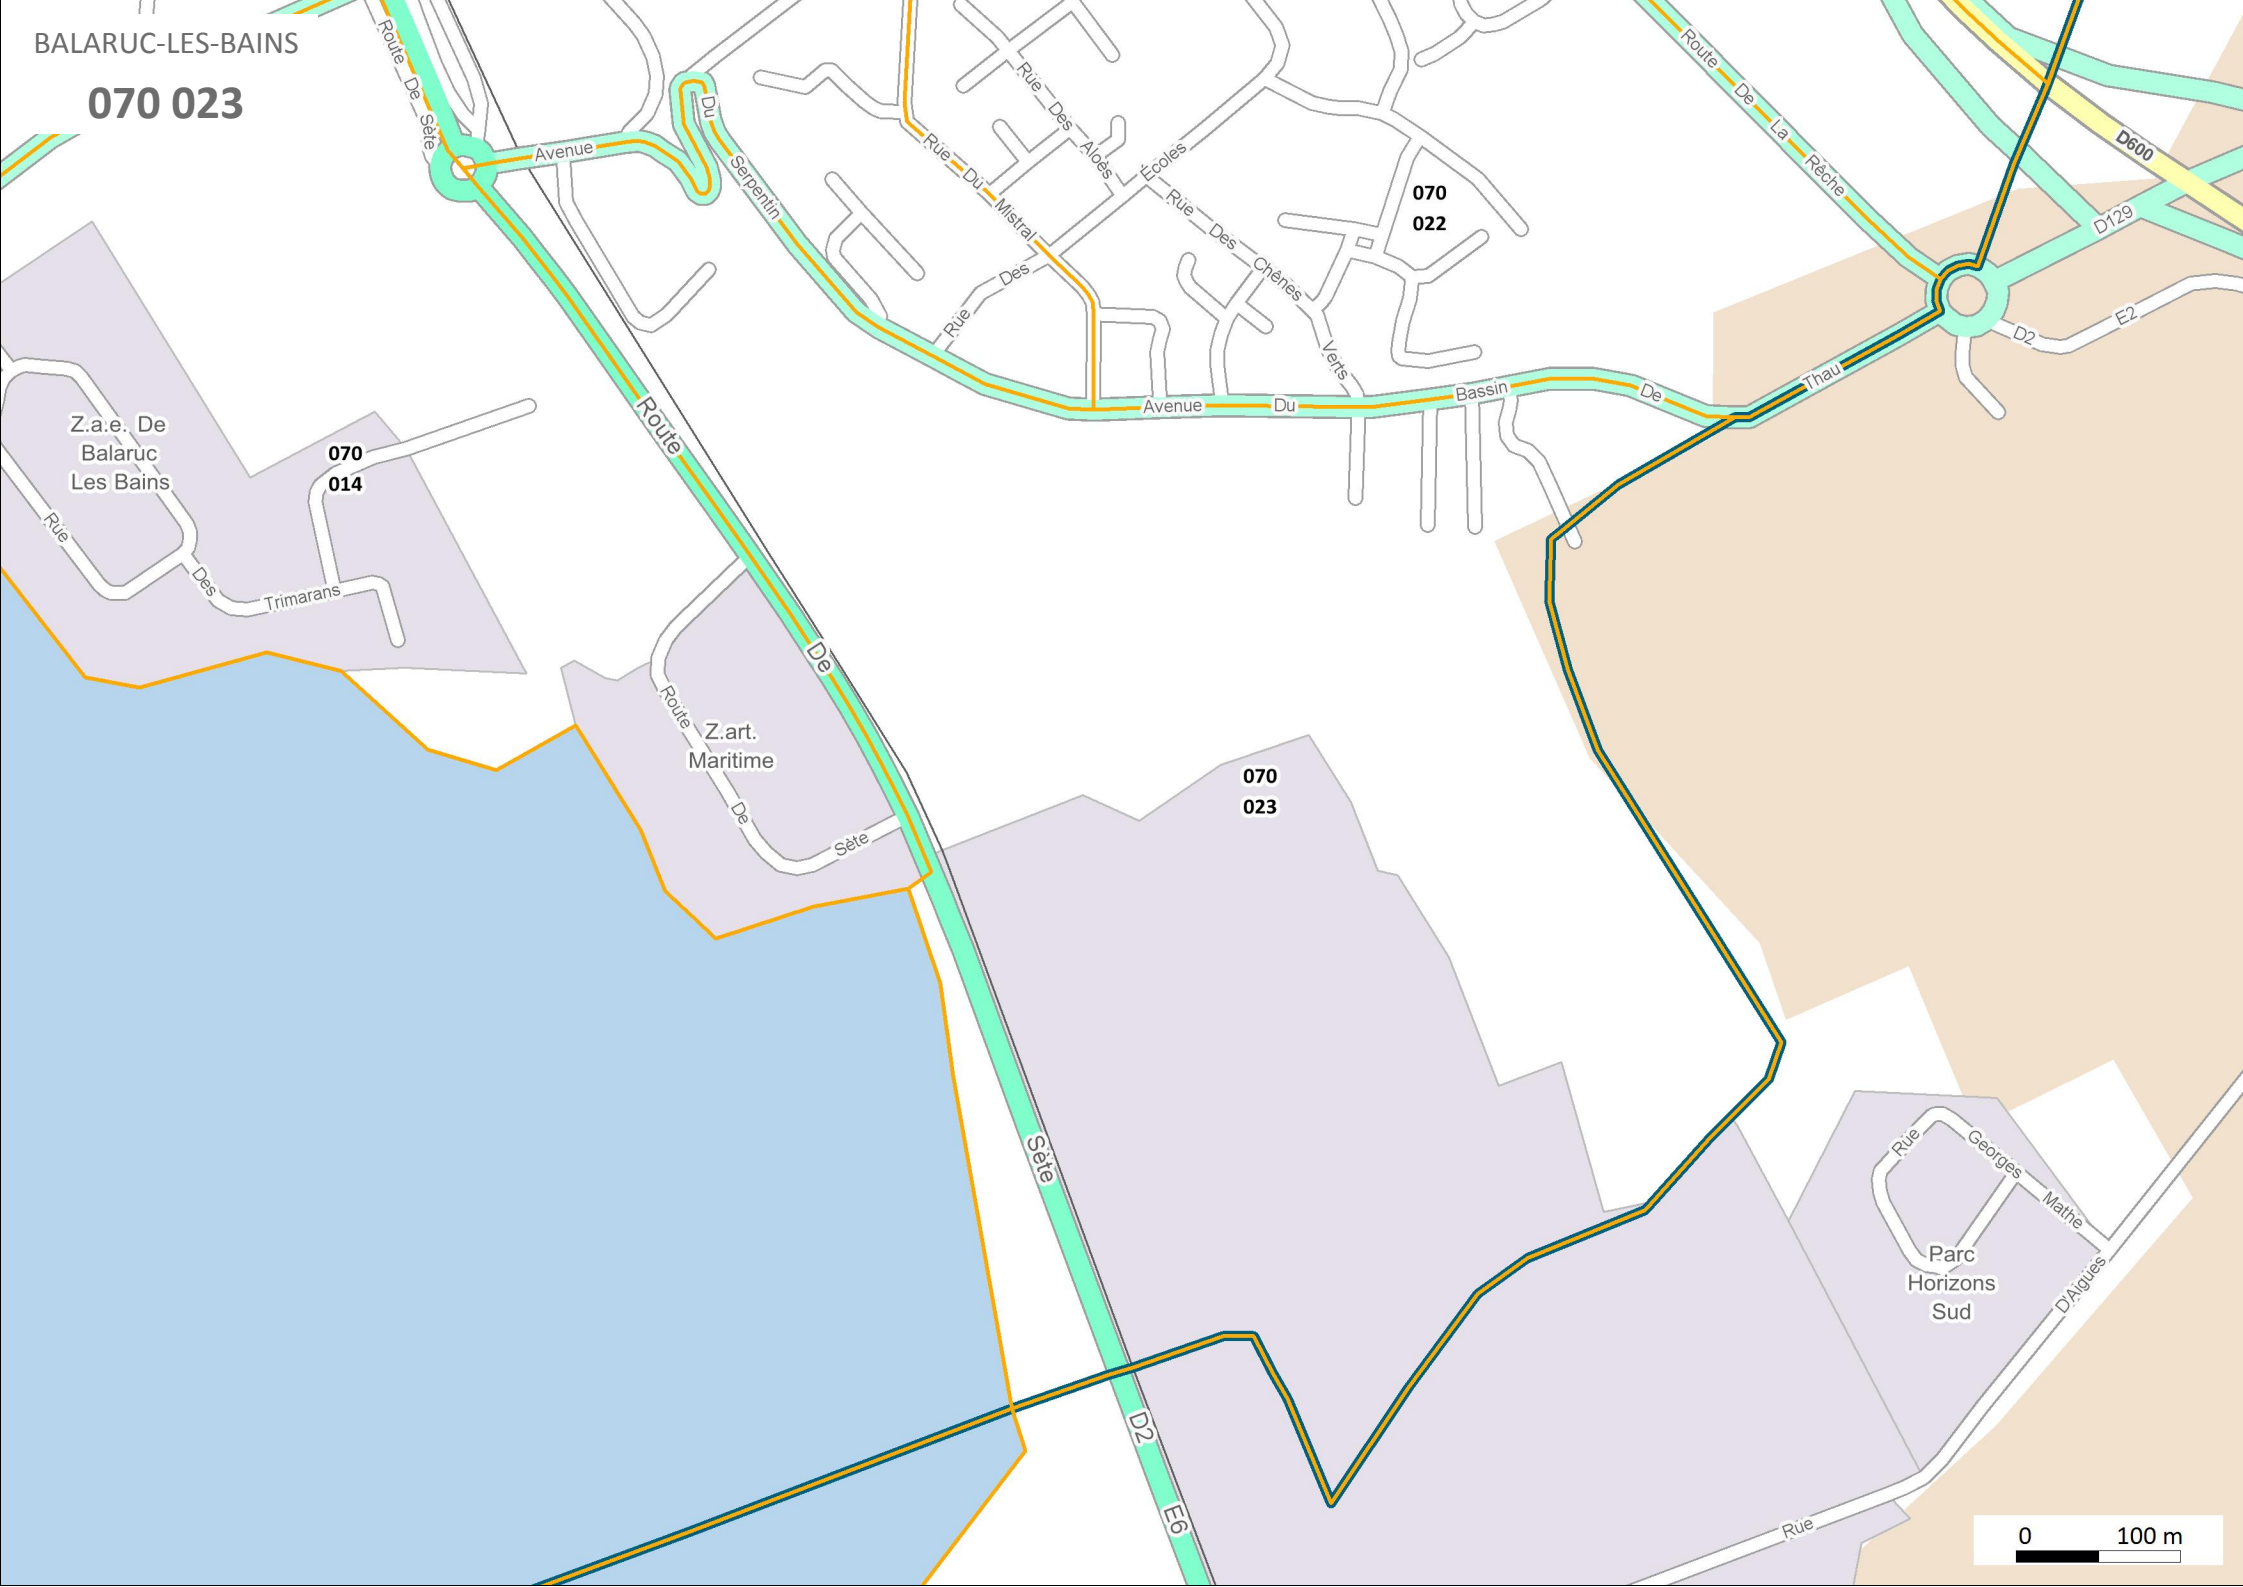 BALARUC-LES-BAINS
070 023
Route De Sète
Avenue
Du
Serpentin
Rue Du Mistral
Rue Des Aloès
Écoles
Rue Des
Rue Des Chênes
Verts
070
022
Route De La Rêche
D600
D129
D2
E2
Avenue Du Bassin De Thau
Z.a.e. De
Balaruc
Les Bains
070
014
Rue Des Trimarans
Route De Sète
D2
E6
Z.art.
Maritime
Route De Sète
070
023
Rue Georges Mathe
Parc
Horizons
Sud
Rue D'Aigues
0 100 m